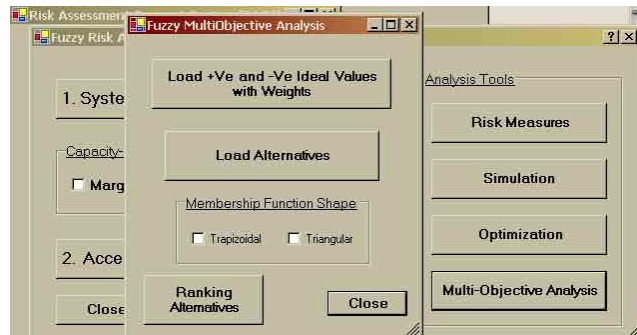 Risk Assessment
Fuzzy Risk A
Fuzzy MultiObjective Analysis
Load +Ve and -Ve Ideal Values
with Weights
Load Alternatives
Membership Function Shape
Trapizoidal
Triangular
Ranking
Alternatives
Close
1. Syste
Capacity-
Marg
2. Acce
Close
Analysis Tools
Risk Measures
Simulation
Optimization
Multi-Objective Analysis